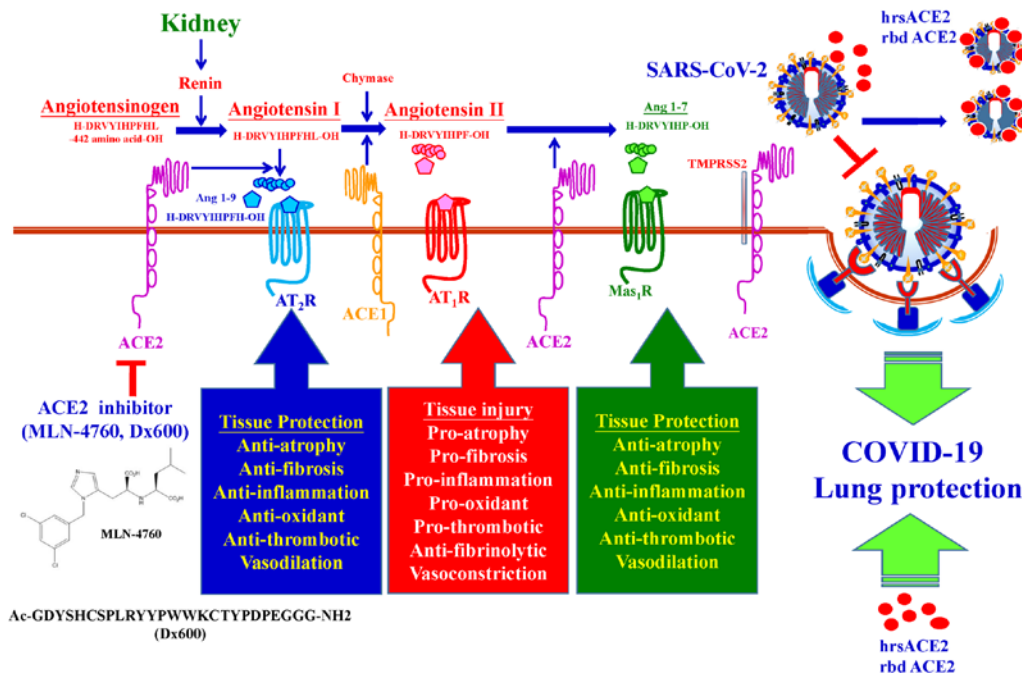 Kidney
Renin
Chymase
Angiotensinogen
H-DRVYIHPFHL
-442 amino acid-OH
Angiotensin I
H-DRVYIHPFHL-OH
Angiotensin II
H-DRVYIHPF-OH
Ang 1-7
H-DRVYIHP-OH
SARS-CoV-2
hrsACE2
rbd ACE2
TMPRSS2
Ang 1-9
H-DRVYIHPFH-OH
ACE2
AT2R
ACE1
AT1R
ACE2
Mas1R
ACE2
ACE2 inhibitor
(MLN-4760, Dx600)
CO2H
CO2H
N
N
N
H
Cl
Cl
MLN-4760
Ac-GDYSHCSPLRYYPWWKCTYPDPEGGG-NH2
(Dx600)
Tissue Protection
Anti-atrophy
Anti-fibrosis
Anti-inflammation
Anti-oxidant
Anti-thrombotic
Vasodilation
Tissue injury
Pro-atrophy
Pro-fibrosis
Pro-inflammation
Pro-oxidant
Pro-thrombotic
Anti-fibrinolytic
Vasoconstriction
Tissue Protection
Anti-atrophy
Anti-fibrosis
Anti-inflammation
Anti-oxidant
Anti-thrombotic
Vasodilation
COVID-19
Lung protection
hrsACE2
rbd ACE2